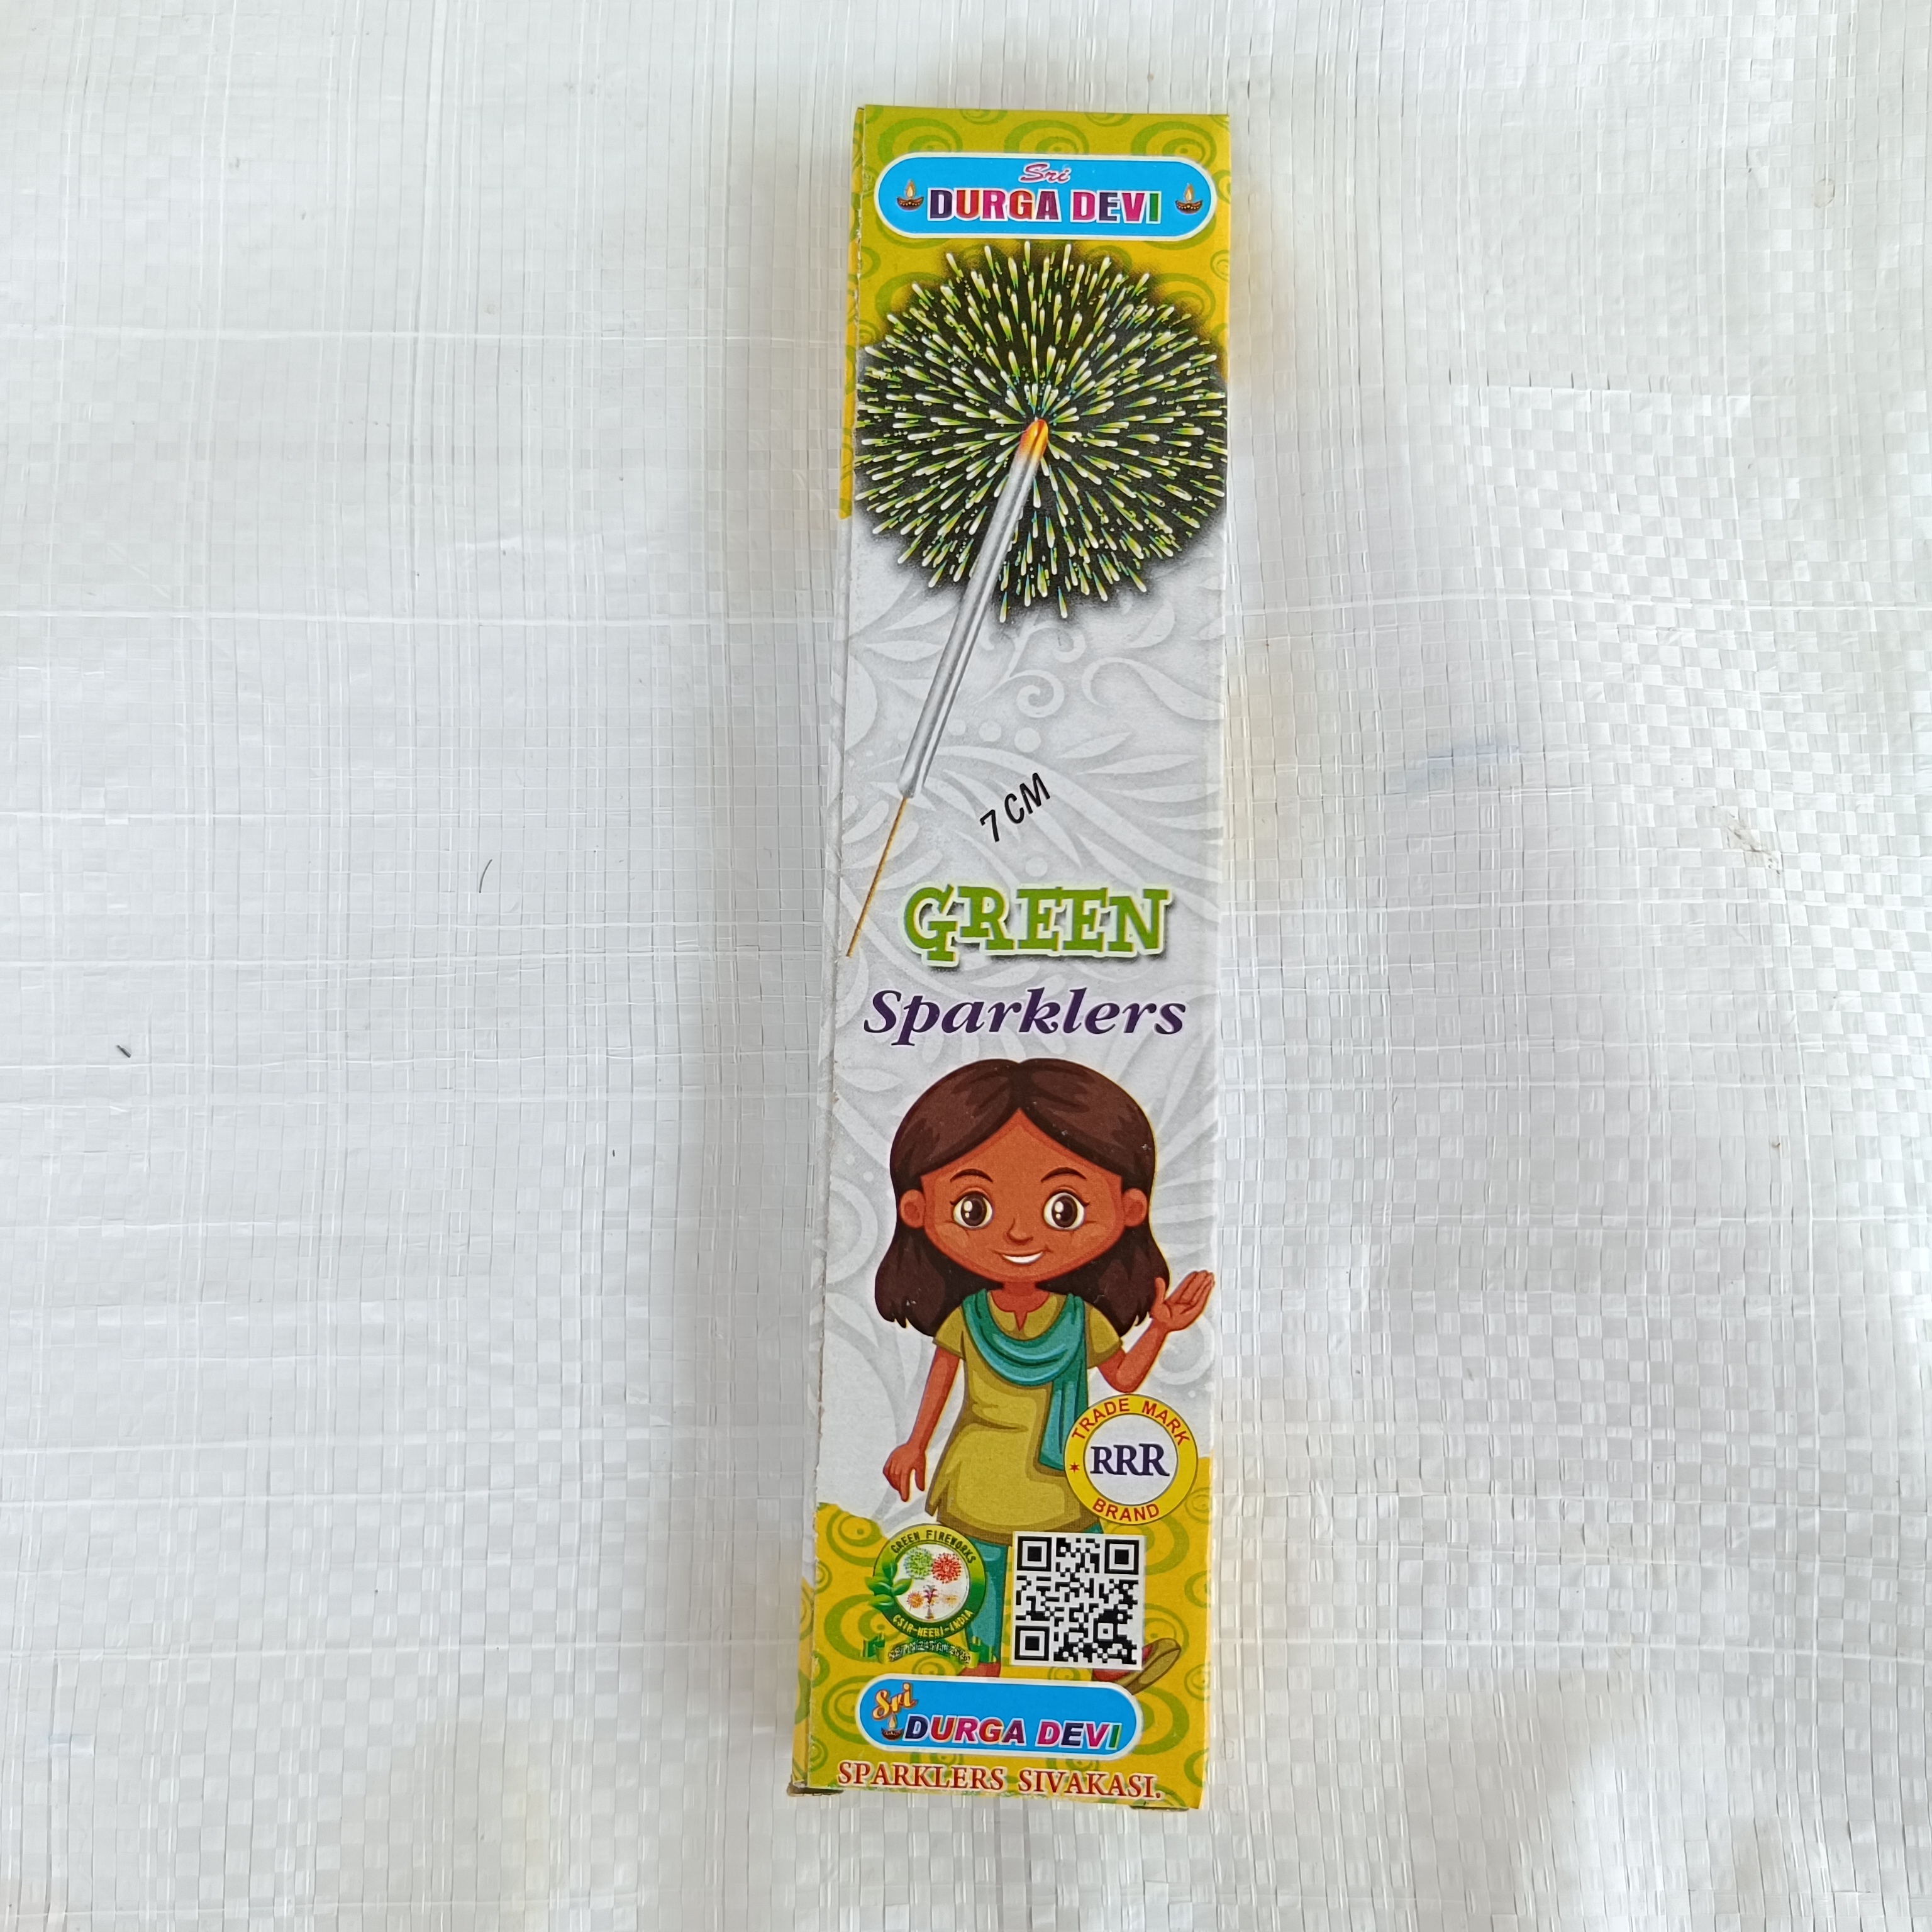 Sri
DURGA DEVI
7 CM
GREEN
Sparklers
TRADE MARK
RRR
BRAND
GREEN FIREWORKS
CSIR-NEERI-INDIA
Sri
DURGA DEVI
SPARKLERS SIVAKASI.